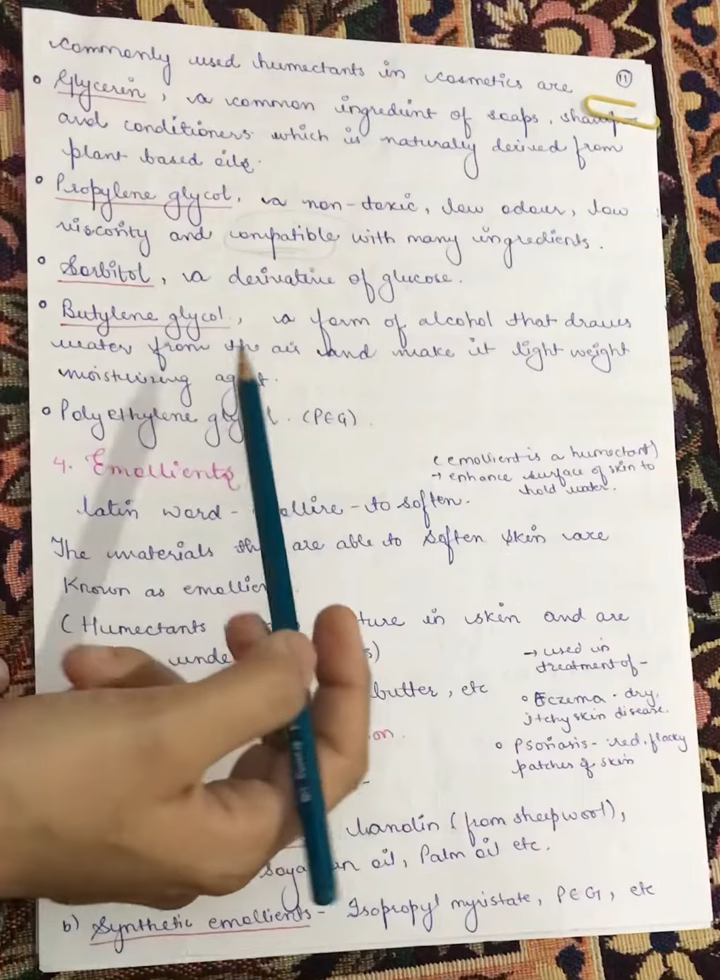 commonly used humectants in cosmetics are
11
• Glycerin, a common ingredient of soaps,
and conditioners which is naturally derived from
plant based oils.
• Propylene glycol, a non-toxic, low odour, low
viscosity and compatible with many ingredients.
• Sorbitol, a derivative of glucose.
• Butylene glycol, a form of alcohol that draws
water from the air and make it light weight
moisturizing
• Polyethylene (PEG).
4. Emollients
(emollient is a humectant)
→ enhance surface of skin to
hold water.
Latin word - - to soften.
The materials are able to soften skin are
known as
(Humectants in skin and are
→ used in
treatment of -
butter, etc
• Eczema - dry,
itchy skin disease.
• Psoriasis - red, flacky
patches of skin
Lanolin (from sheep wool),
oil, Palm oil etc.
b) Synthetic emollients - Isopropyl myristate, PEG, etc